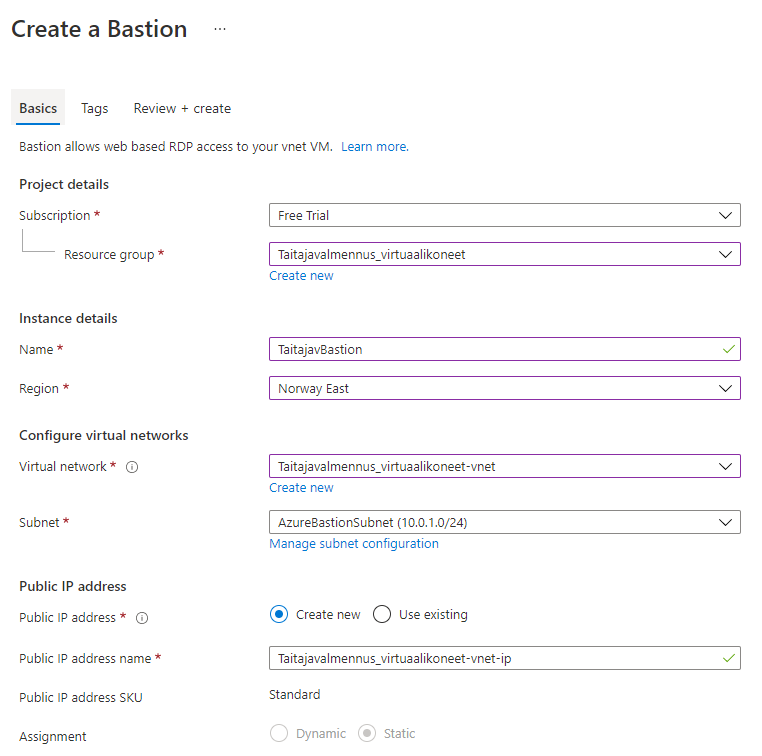 Create a Bastion ...
Basics Tags Review + create
Bastion allows web based RDP access to your vnet VM. Learn more.
Project details
Subscription * Free Trial
Resource group * Taitajavalmennus_virtuaalikoneet
Create new
Instance details
Name * TaitajavBastion
Region * Norway East
Configure virtual networks
Virtual network * Taitajavalmennus_virtuaalikoneet-vnet
Create new
Subnet * AzureBastionSubnet (10.0.1.0/24)
Manage subnet configuration
Public IP address
Public IP address * Create new Use existing
Public IP address name * Taitajavalmennus_virtuaalikoneet-vnet-ip
Public IP address SKU Standard
Assignment Dynamic Static